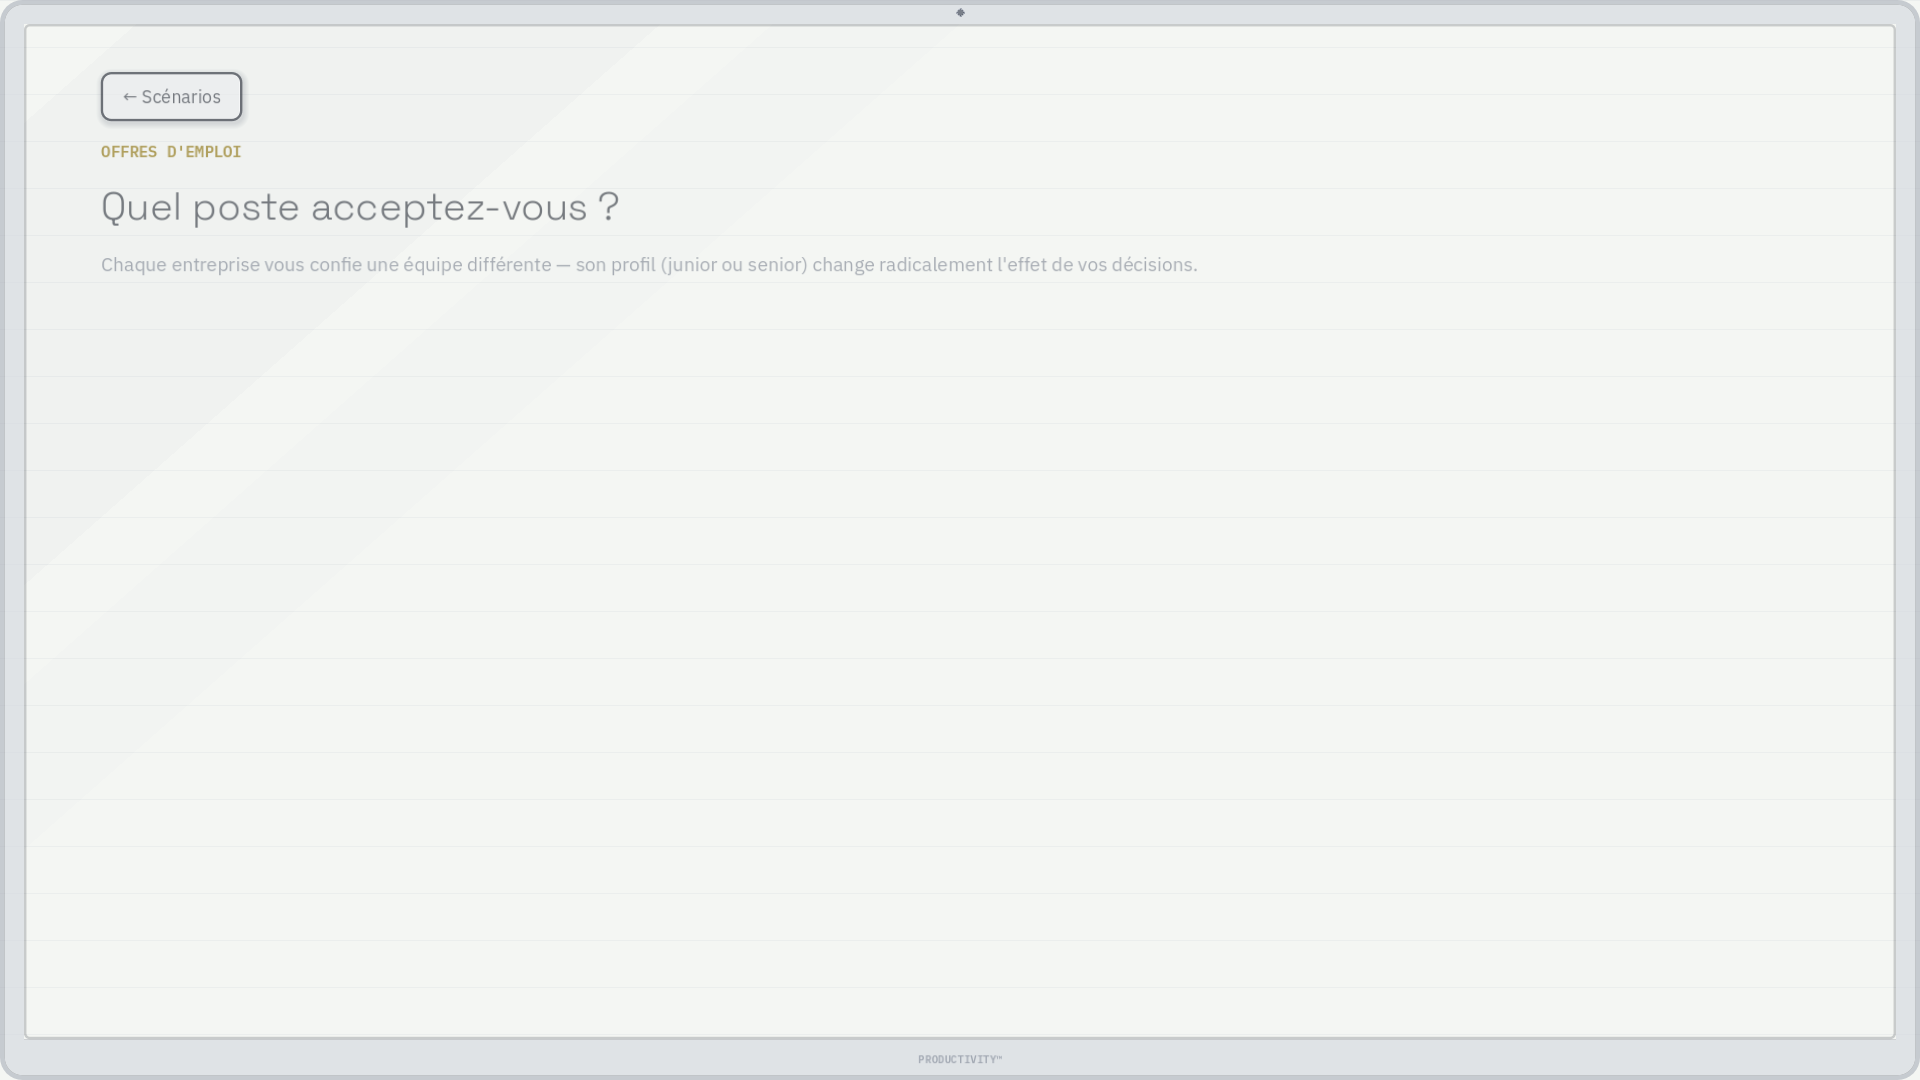 ← Scénarios
OFFRES D'EMPLOI
Quel poste acceptez-vous ?
Chaque entreprise vous confie une équipe différente — son profil (junior ou senior) change radicalement l'effet de vos décisions.
PRODUCTIVITY™